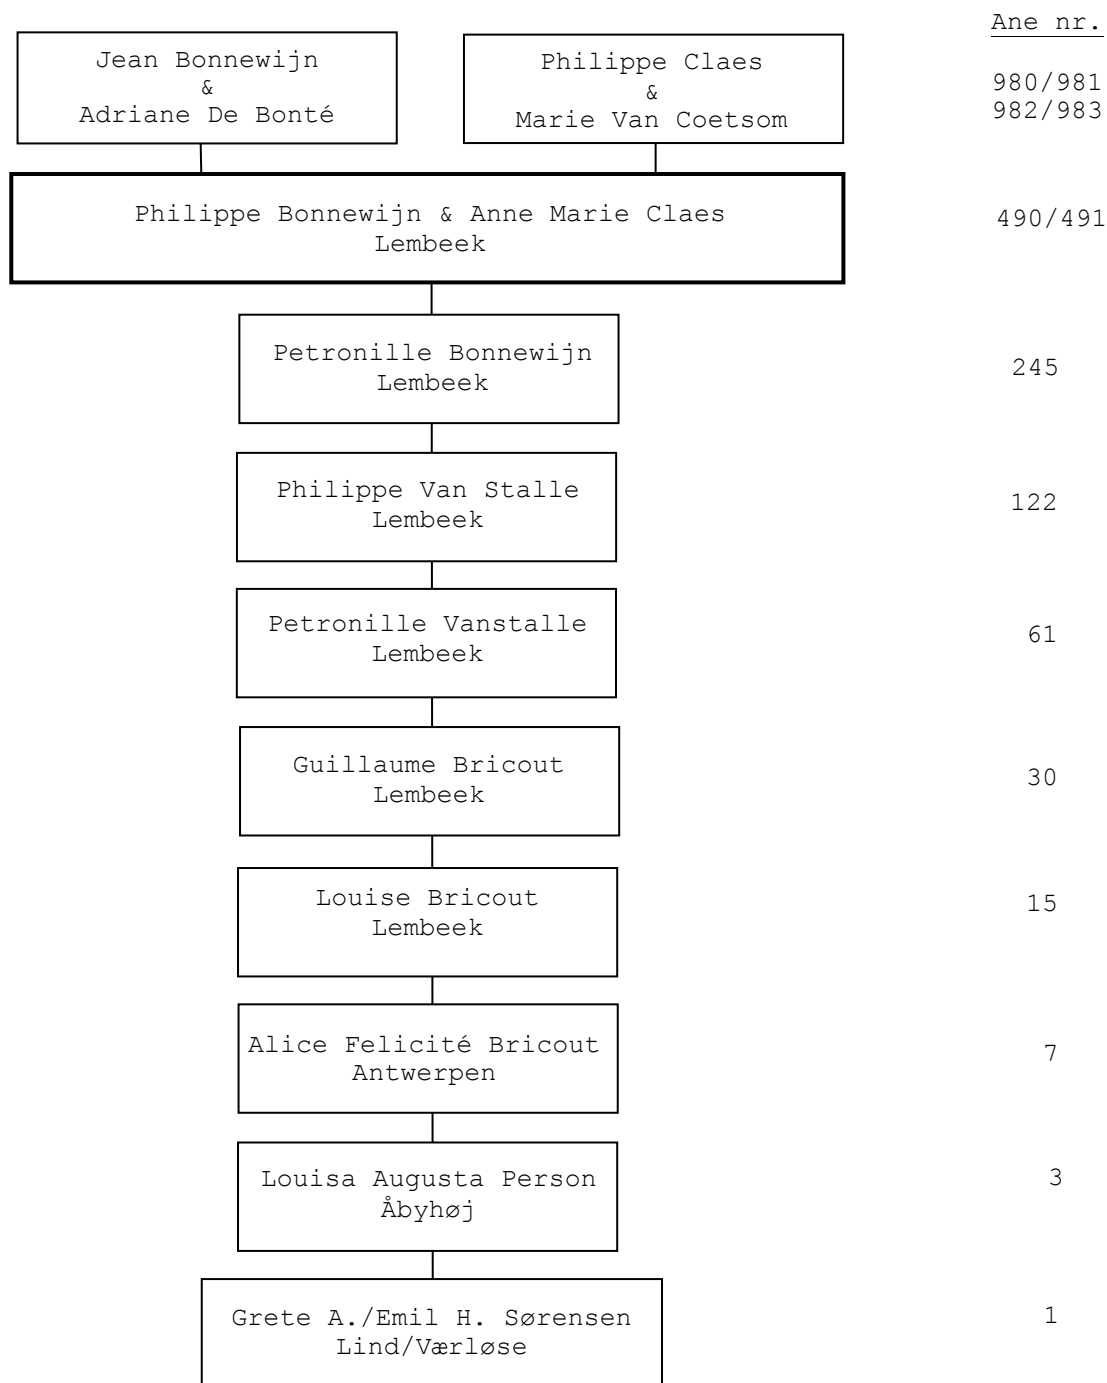 Ane nr.
Jean Bonnewijn
&
Adriane De Bonté
Philippe Claes
&
Marie Van Coetsom
980/981
982/983
Philippe Bonnewijn & Anne Marie Claes
Lembeek
490/491
Petronille Bonnewijn
Lembeek
245
Philippe Van Stalle
Lembeek
122
Petronille Vanstalle
Lembeek
61
Guillaume Bricout
Lembeek
30
Louise Bricout
Lembeek
15
Alice Felicité Bricout
Antwerpen
7
Louisa Augusta Person
Åbyhøj
3
Grete A./Emil H. Sørensen
Lind/Værløse
1